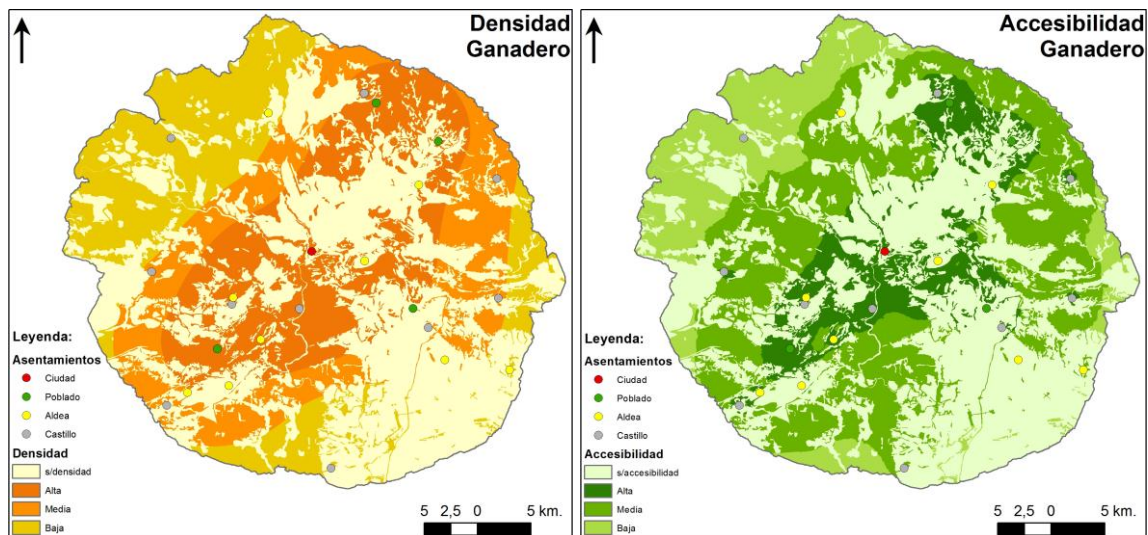 Densidad
Ganadero
Leyenda:
Asentamientos
Ciudad
Poblado
Aldea
Castillo
Densidad
s/densidad
Alta
Media
Baja
5 2,5 0 5 km.
Accesibilidad
Ganadero
Leyenda:
Asentamientos
Ciudad
Poblado
Aldea
Castillo
Accesibilidad
s/accesibilidad
Alta
Media
Baja
5 2,5 0 5 km.